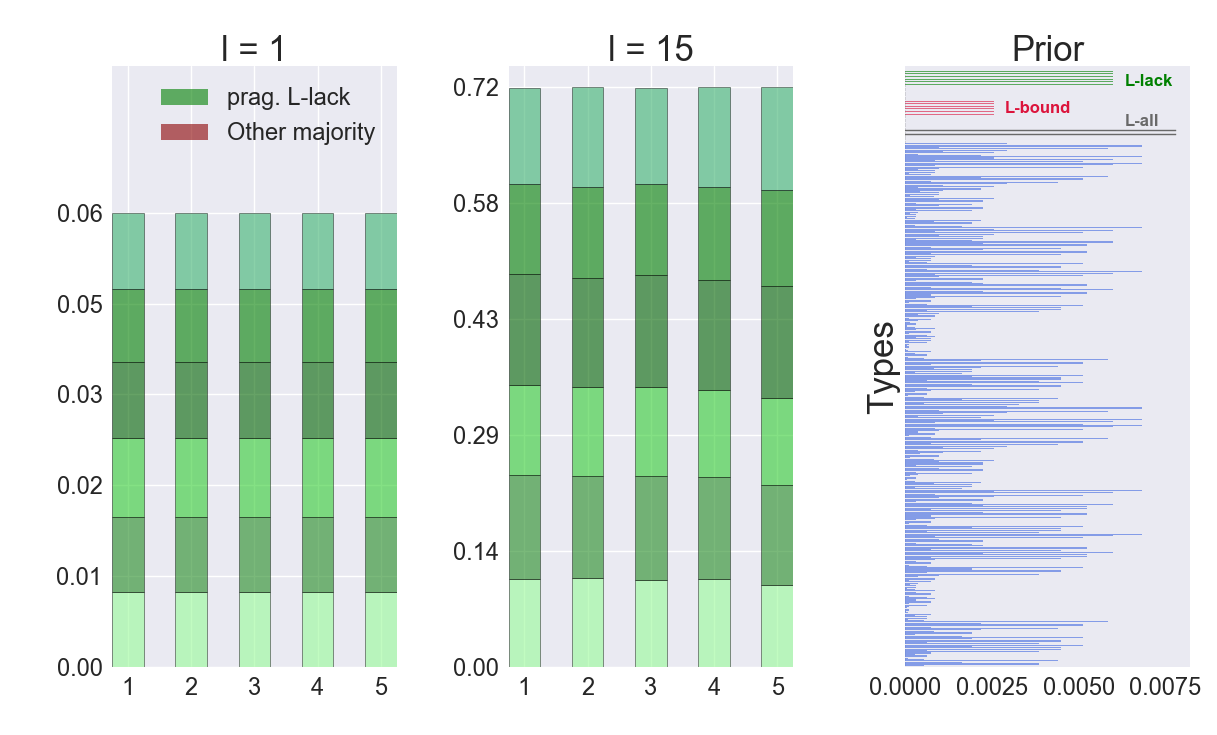 l = 1
prag. L-lack
Other majority
0.06
0.05
0.03
0.02
0.01
0.00
1 2 3 4 5
l = 15
0.72
0.58
0.43
0.29
0.14
0.00
1 2 3 4 5
Prior
L-lack
L-bound
L-all
Types
0.0000 0.0025 0.0050 0.0075